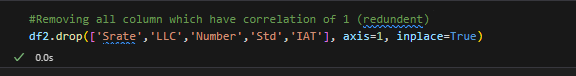 #Removing all column which have correlation of 1 (redundent)
df2.drop(['Srate','LLC','Number','Std','IAT'], axis=1, inplace=True)
0.0s